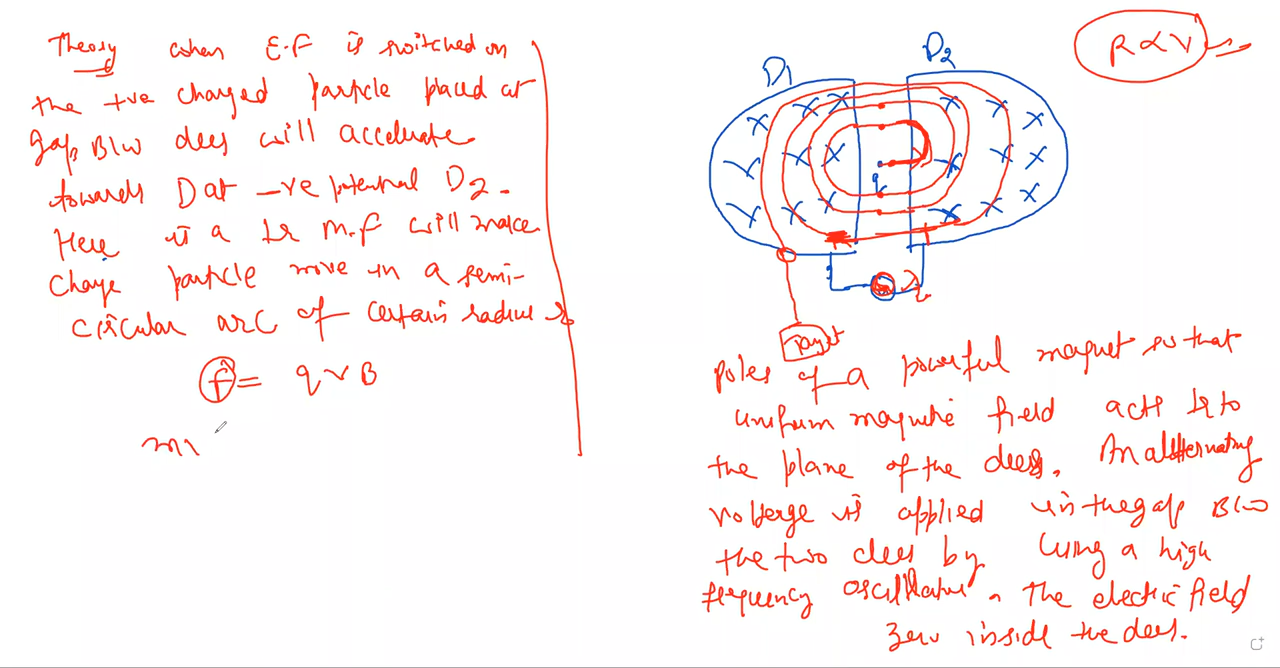 Theory when E.F is switched on
the +ve charged particle placed at
gap B/w dees will accelerate
towards D at -ve potential D2.
Here is a ⊥r M.F will make
charge particle move in a semi-
circular arc of certain radius r
f = q v B
m
R ∝ V
D1
D2
q
target
poles of a powerful magnet so that
uniform magnetic field acts ⊥r to
the plane of the dees. An alternating
voltage is applied in the gap B/w
the two dees by using a high
frequency oscillator. The electric field
zero inside the dees.